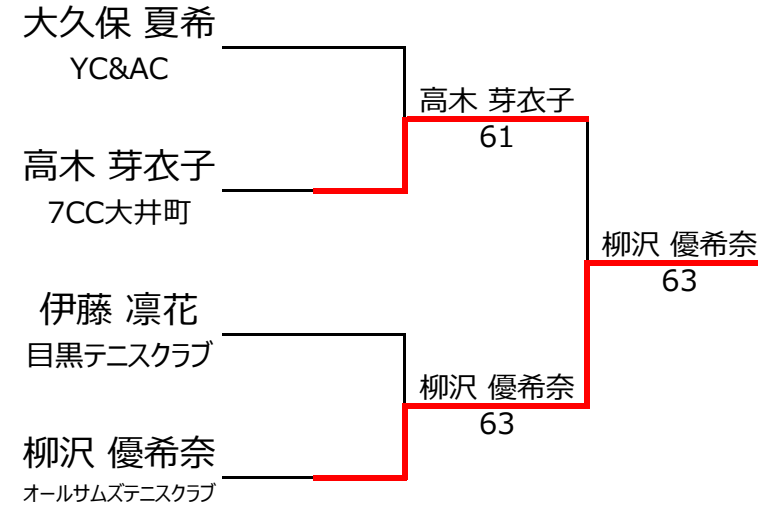 大久保 夏希
YC&AC
高木 芽衣子
61
高木 芽衣子
7CC大井町
柳沢 優希奈
63
伊藤 凛花
目黒テニスクラブ
柳沢 優希奈
63
柳沢 優希奈
オールサムズテニスクラブ